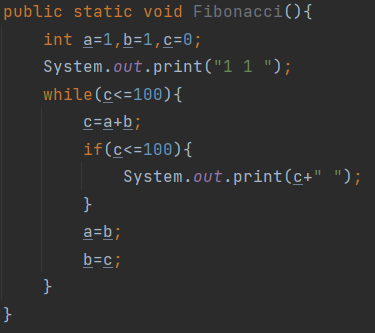 public static void Fibonacci(){
    int a=1,b=1,c=0;
    System.out.print("1 1 ");
    while(c<=100){
        c=a+b;
        if(c<=100){
            System.out.print(c+" ");
        }
        a=b;
        b=c;
    }
}